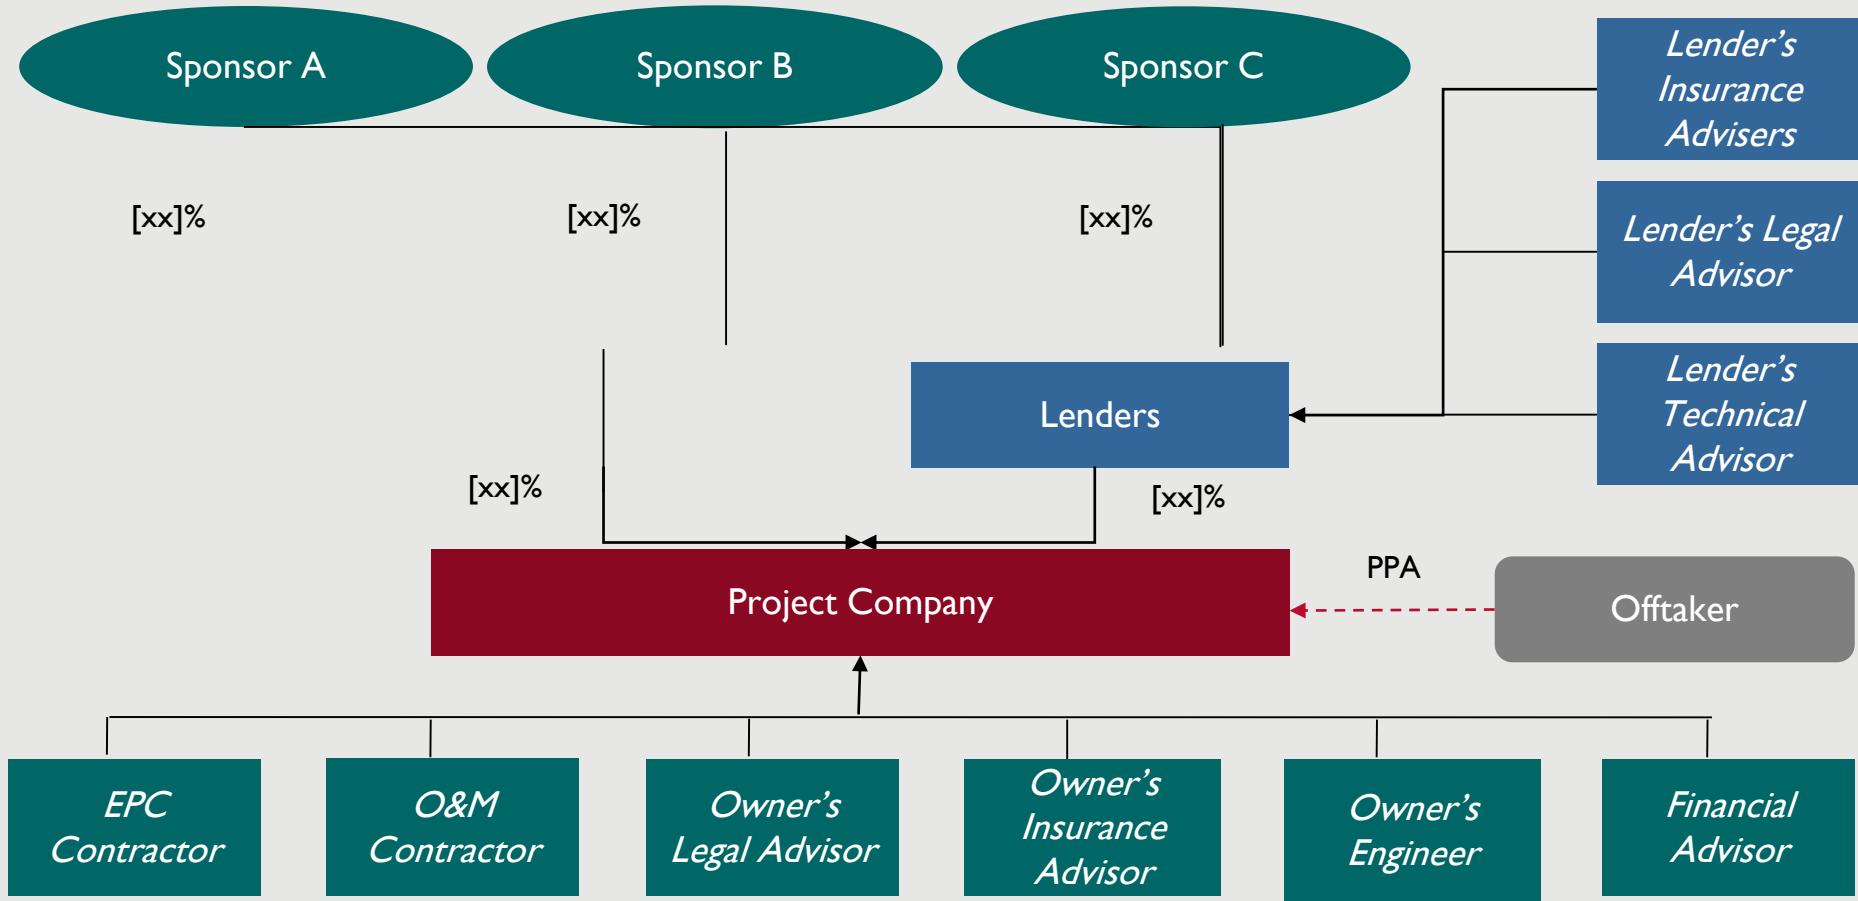 Sponsor A
Sponsor B
Sponsor C
Lender’s
Insurance
Advisers
[xx]%
[xx]%
[xx]%
Lender’s Legal
Advisor
Lenders
Lender’s
Technical
Advisor
[xx]%
[xx]%
Project Company
PPA
Offtaker
EPC
Contractor
O&M
Contractor
Owner’s
Legal Advisor
Owner’s
Insurance
Advisor
Owner’s
Engineer
Financial
Advisor